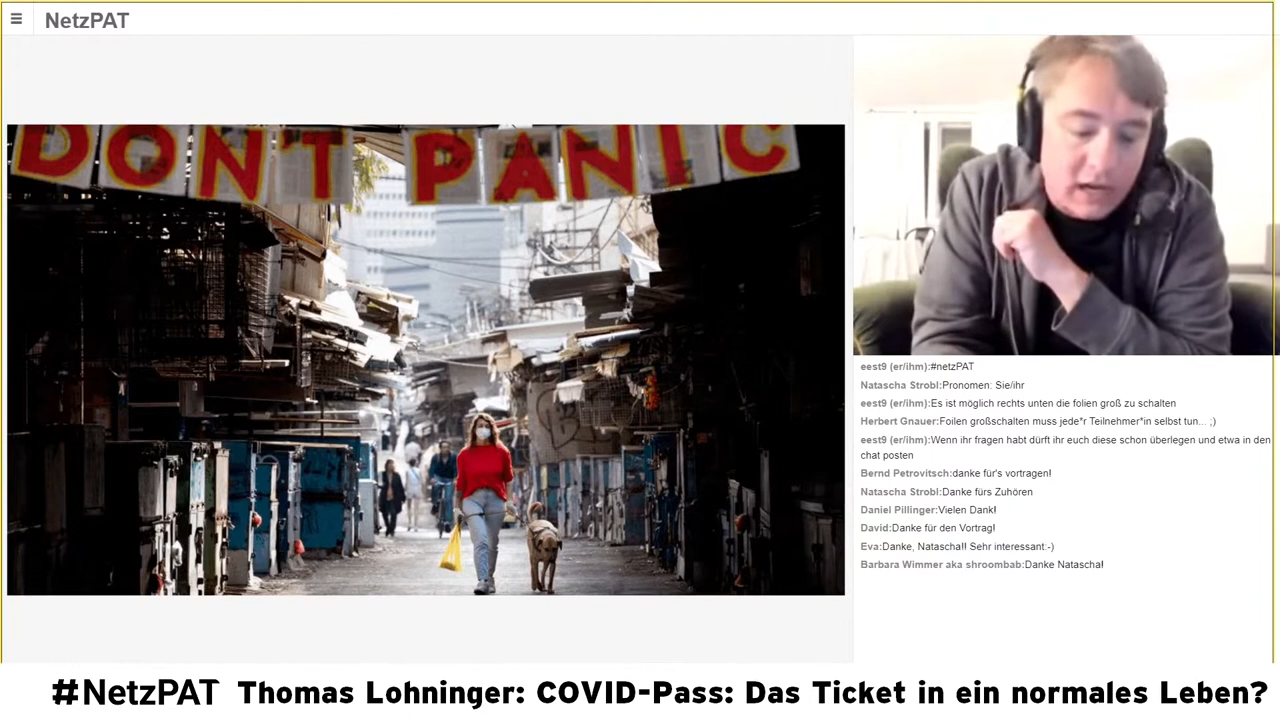 ≡ NetzPAT
DON'T PANIC
eest9 (er/ihm):#netzPAT
Natascha Strobl:Pronomen: Sie/ihr
eest9 (er/ihm):Es ist möglich rechts unten die folien groß zu schalten
Herbert Gnauer:Foilen großschalten muss jede*r Teilnehmer*in selbst tun... ;)
eest9 (er/ihm):Wenn ihr fragen habt dürft ihr euch diese schon überlegen und etwa in den
chat posten
Bernd Petrovitsch:danke für's vortragen!
Natascha Strobl:Danke fürs Zuhören
Daniel Pillinger:Vielen Dank!
David:Danke für den Vortrag!
Eva:Danke, Natascha!! Sehr interessant:-)
Barbara Wimmer aka shroombab:Danke Natascha!
#NetzPAT Thomas Lohninger: COVID-Pass: Das Ticket in ein normales Leben?